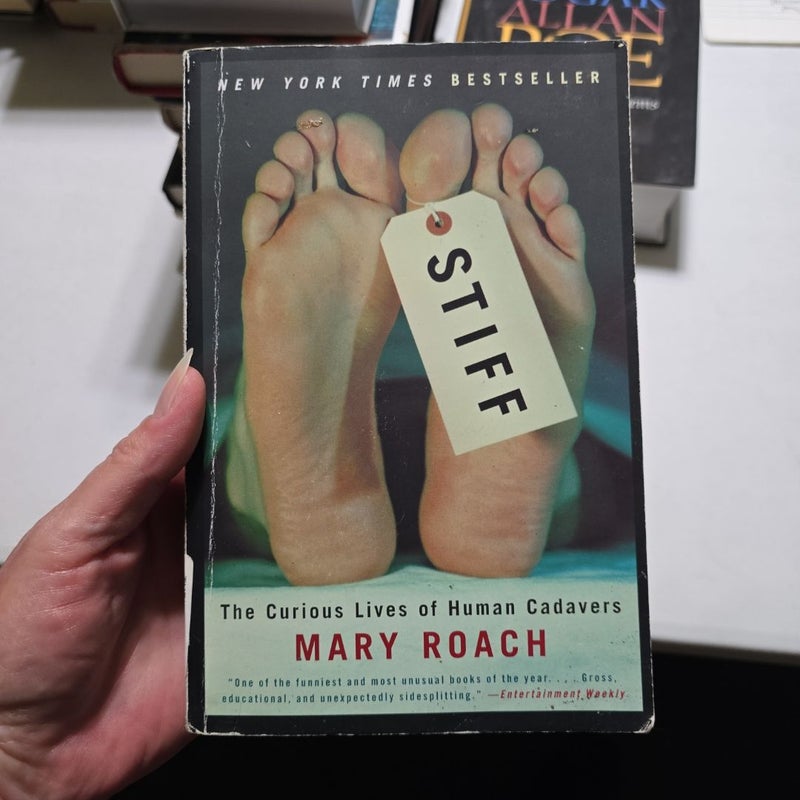 EDGAR
ALLAN
POE
NEW YORK TIMES BESTSELLER
STIFF
The Curious Lives of Human Cadavers
MARY ROACH
"One of the funniest and most unusual books of the year. . . . Gross,
educational, and unexpectedly sidesplitting." —Entertainment Weekly